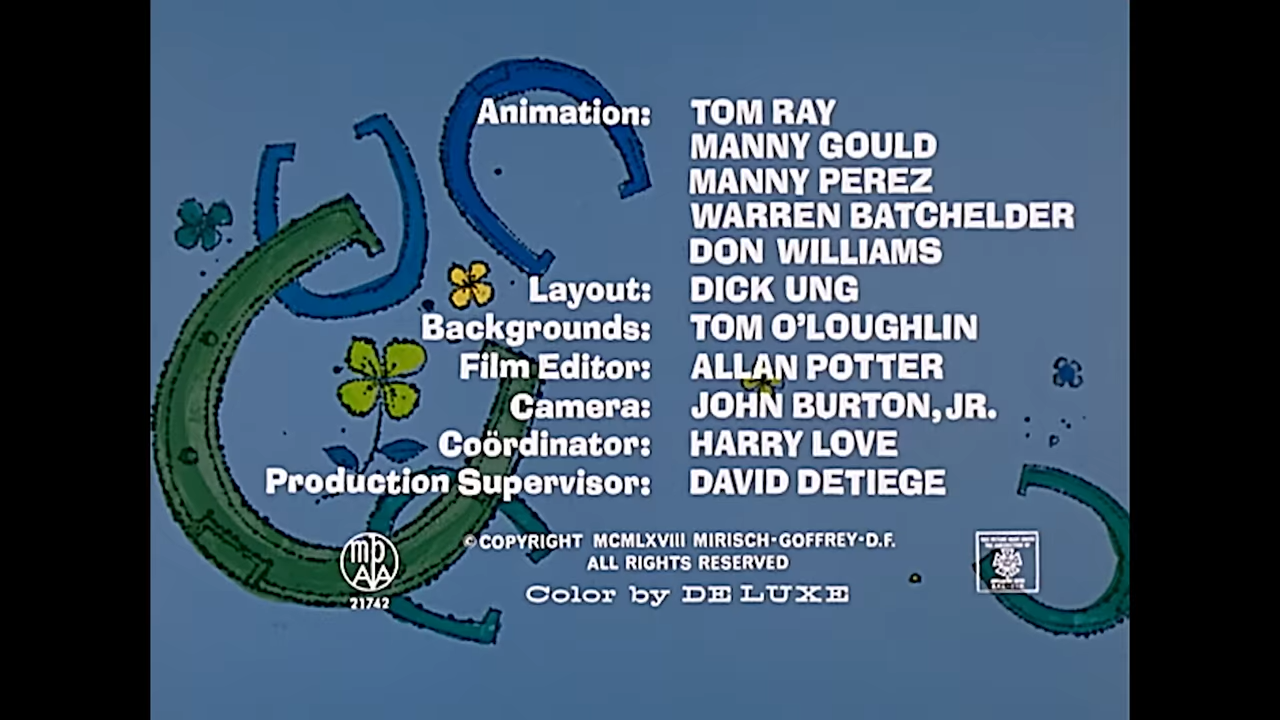 Animation: TOM RAY
MANNY GOULD
MANNY PEREZ
WARREN BATCHELDER
DON WILLIAMS
Layout: DICK UNG
Backgrounds: TOM O'LOUGHLIN
Film Editor: ALLAN POTTER
Camera: JOHN BURTON, JR.
Coördinator: HARRY LOVE
Production Supervisor: DAVID DETIEGE
©COPYRIGHT MCMLXVIII MIRISCH-GOFFREY-D.F.
ALL RIGHTS RESERVED
Color by DE LUXE
mp
AA
21742